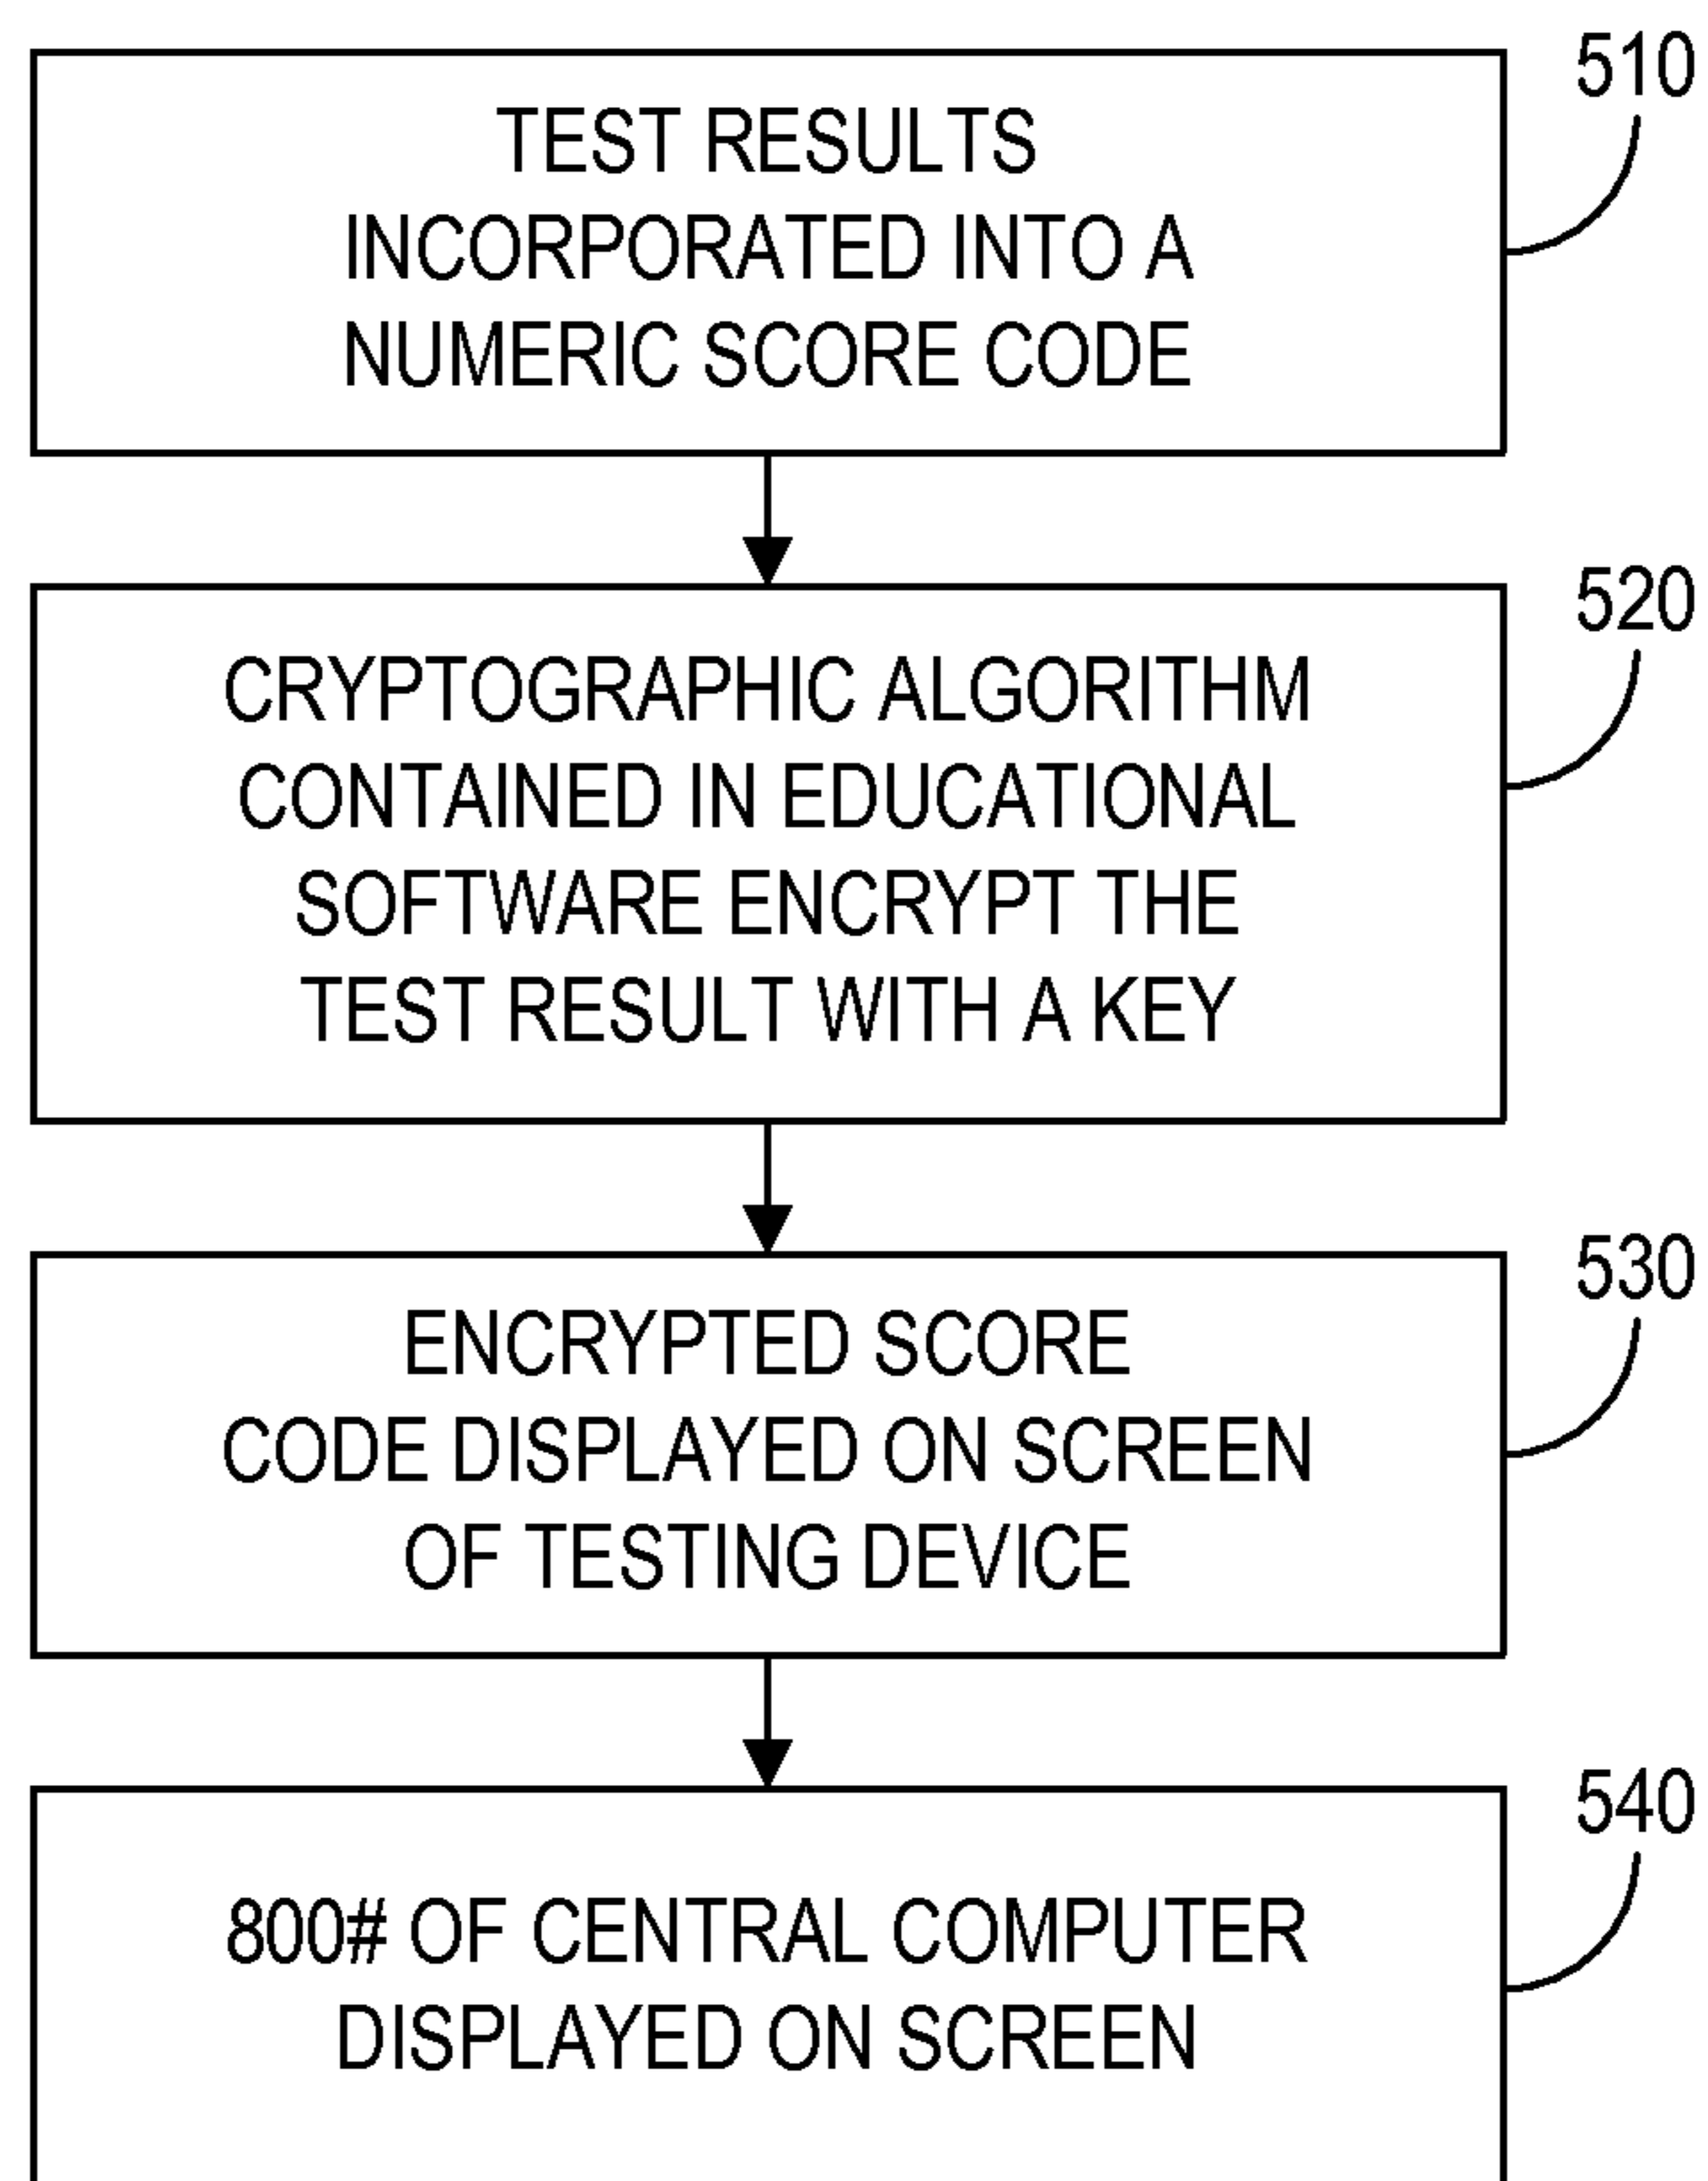 510
TEST RESULTS
INCORPORATED INTO A
NUMERIC SCORE CODE
520
CRYPTOGRAPHIC ALGORITHM
CONTAINED IN EDUCATIONAL
SOFTWARE ENCRYPT THE
TEST RESULT WITH A KEY
530
ENCRYPTED SCORE
CODE DISPLAYED ON SCREEN
OF TESTING DEVICE
540
800# OF CENTRAL COMPUTER
DISPLAYED ON SCREEN